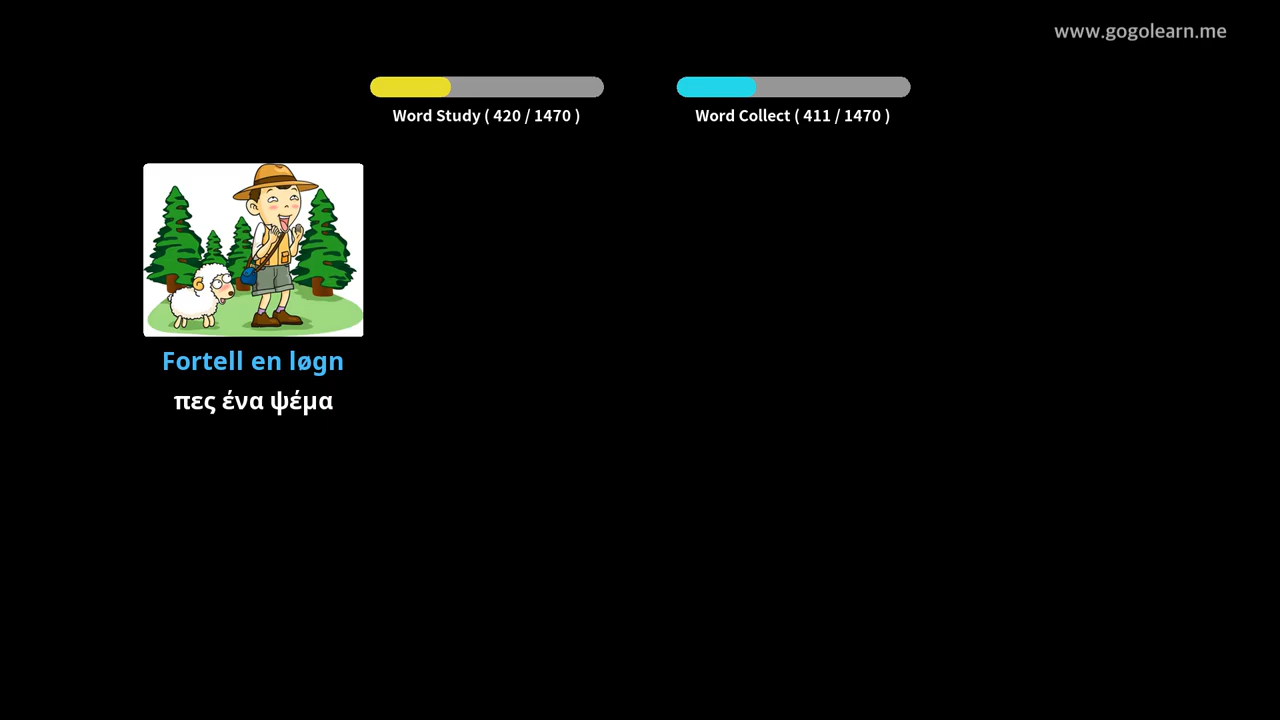 www.gogolearn.me
Word Study ( 420 / 1470 )
Word Collect ( 411 / 1470 )
Fortell en løgn
πες ένα ψέμα